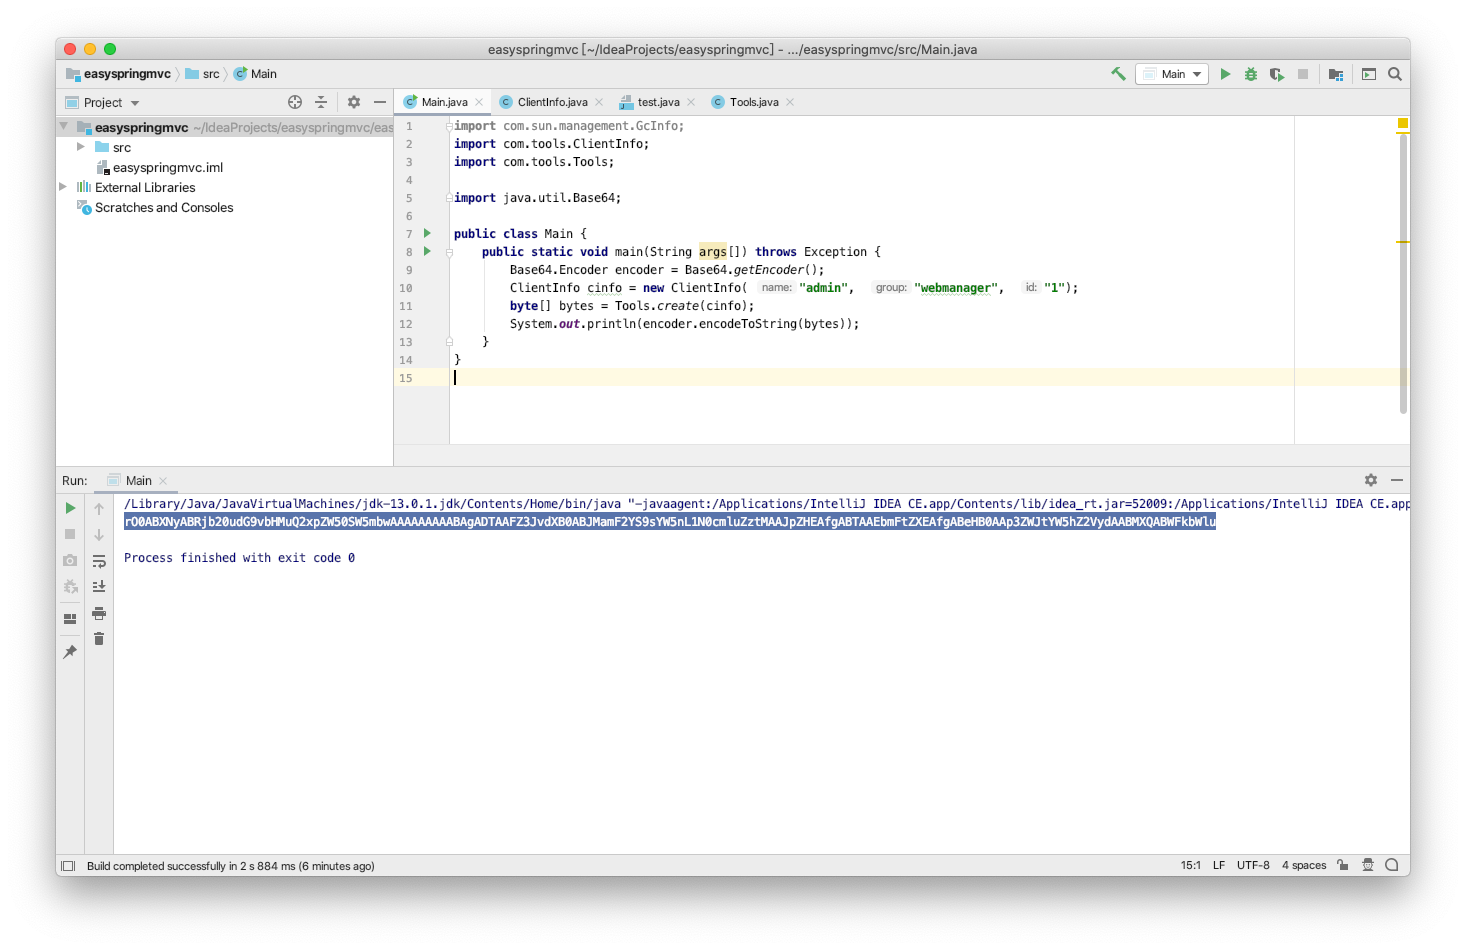 easyspringmvc [~/IdeaProjects/easyspringmvc] - .../easyspringmvc/src/Main.java
easyspringmvc src Main
Main
Project
Main.java ClientInfo.java test.java Tools.java
easyspringmvc ~/IdeaProjects/easyspringmvc/eas
src
easyspringmvc.iml
External Libraries
Scratches and Consoles
1 import com.sun.management.GcInfo;
2 import com.tools.ClientInfo;
3 import com.tools.Tools;
4
5 import java.util.Base64;
6
7 public class Main {
8 public static void main(String args[]) throws Exception {
9 Base64.Encoder encoder = Base64.getEncoder();
10 ClientInfo cinfo = new ClientInfo( name: "admin", group: "webmanager", id: "1");
11 byte[] bytes = Tools.create(cinfo);
12 System.out.println(encoder.encodeToString(bytes));
13 }
14 }
15
Run: Main
/Library/Java/JavaVirtualMachines/jdk-13.0.1.jdk/Contents/Home/bin/java "-javaagent:/Applications/IntelliJ IDEA CE.app/Contents/lib/idea_rt.jar=52009:/Applications/IntelliJ IDEA CE.app
rO0ABXNyABRjb20udG9vbHMuQ2xpZW50SW5mbwAAAAAAAAABAgADTAAFZ3JvdXB0ABJMamF2YS9sYW5nL1N0cmluZztMAAJpZHEAfgABTAAEbmFtZXEAfgABeHB0AAp3ZWJtYW5hZ2VydAABMXQABWFkbWlu
Process finished with exit code 0
Build completed successfully in 2 s 884 ms (6 minutes ago)
15:1 LF UTF-8 4 spaces